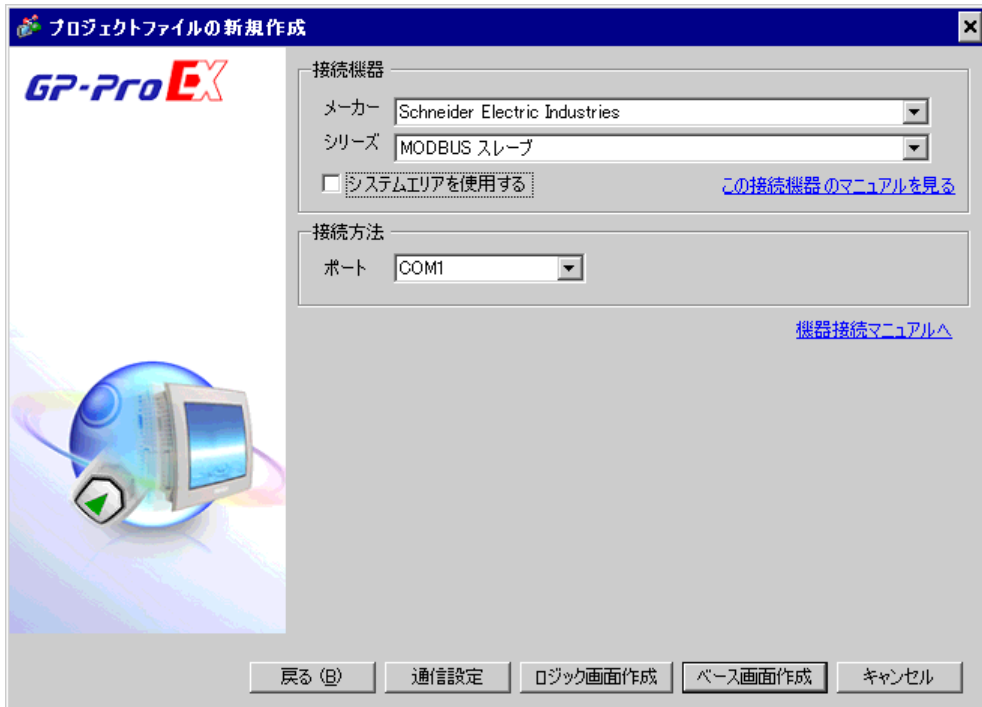 プロジェクトファイルの新規作成
GP-Pro EX
接続機器
メーカー Schneider Electric Industries
シリーズ MODBUS スレーブ
システムエリアを使用する この接続機器のマニュアルを見る
接続方法
ポート COM1
機器接続マニュアルへ
戻る (B) 通信設定 ロジック画面作成 ベース画面作成 キャンセル